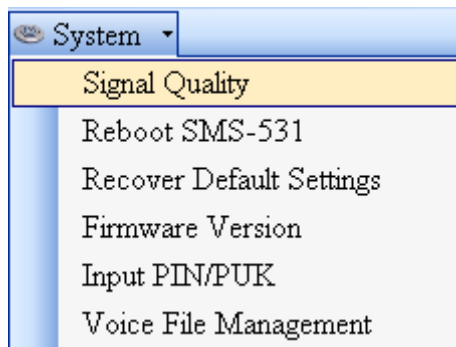 System
Signal Quality
Reboot SMS-531
Recover Default Settings
Firmware Version
Input PIN/PUK
Voice File Management